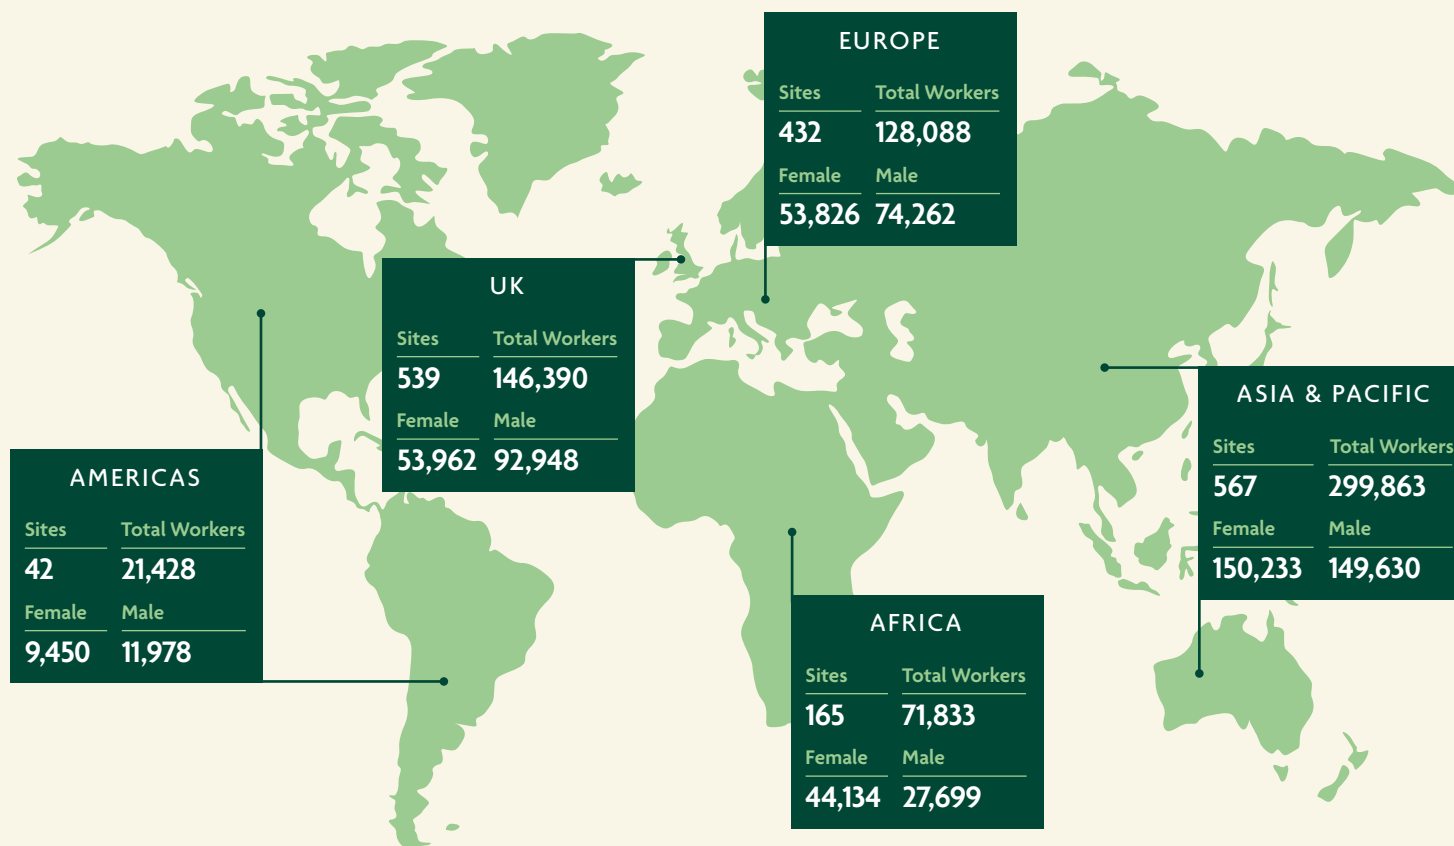 EUROPE
Sites Total Workers
432 128,088
Female Male
53,826 74,262
UK
Sites Total Workers
539 146,390
Female Male
53,962 92,948
ASIA & PACIFIC
Sites Total Workers
567 299,863
Female Male
150,233 149,630
AMERICAS
Sites Total Workers
42 21,428
Female Male
9,450 11,978
AFRICA
Sites Total Workers
165 71,833
Female Male
44,134 27,699